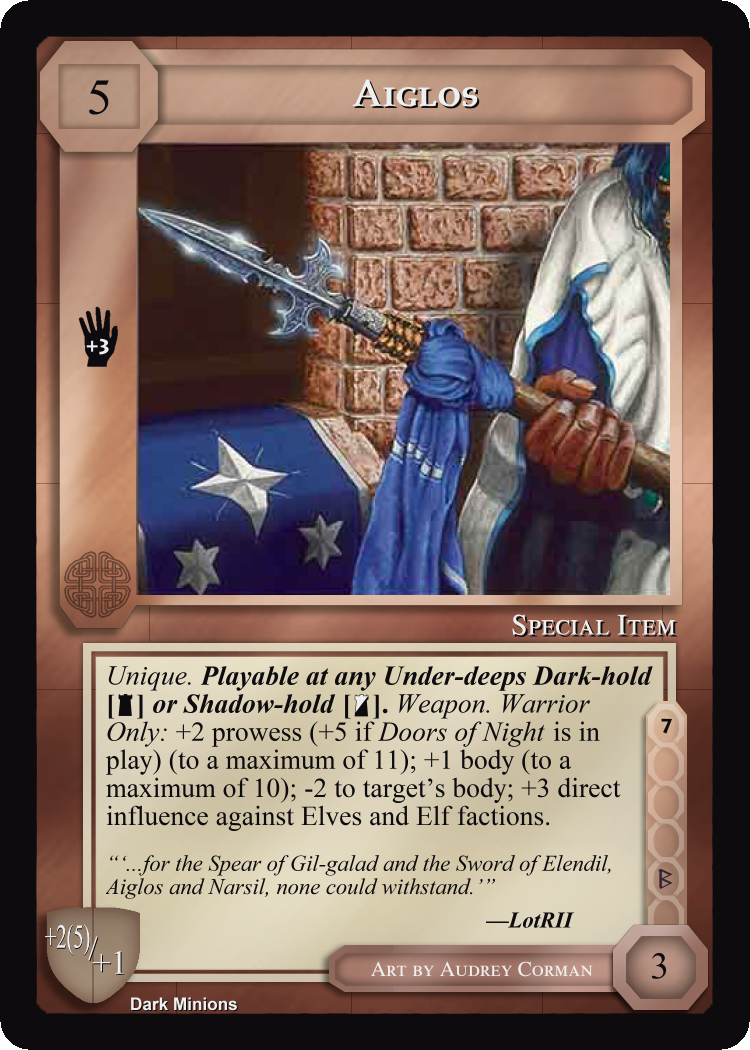 5
AIGLOS
+3
SPECIAL ITEM
Unique. Playable at any Under-deeps Dark-hold
[] or Shadow-hold []. Weapon. Warrior
Only: +2 prowess (+5 if Doors of Night is in
play) (to a maximum of 11); +1 body (to a
maximum of 10); -2 to target's body; +3 direct
influence against Elves and Elf factions.
7
“‘...for the Spear of Gil-galad and the Sword of Elendil,
Aiglos and Narsil, none could withstand.’”
ᛒ
—LotRII
+2(5)/+1
ART BY AUDREY CORMAN
3
Dark Minions